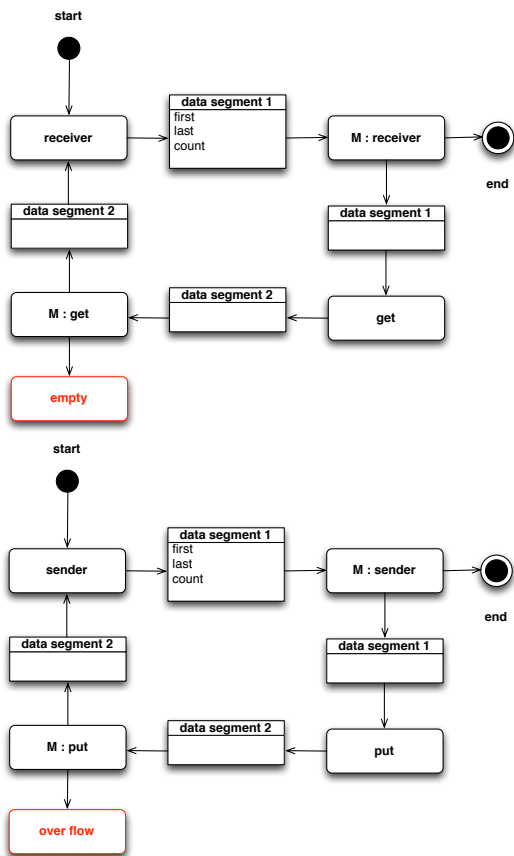 start
receiver
data segment 1
first
last
count
M : receiver
end
data segment 2
data segment 1
M : get
data segment 2
get
empty
start
sender
data segment 1
first
last
count
M : sender
end
data segment 2
data segment 1
M : put
data segment 2
put
over flow